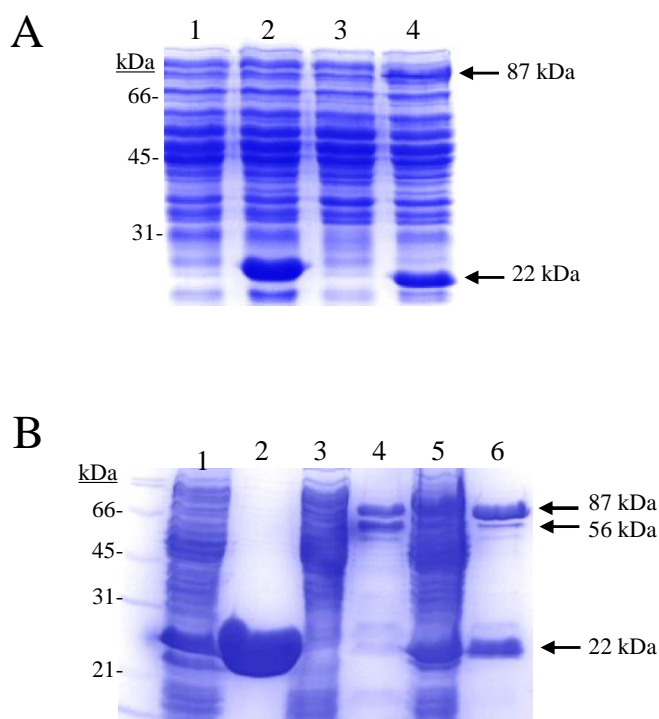 A
1 2 3 4
kDa
87 kDa
66-
45-
31-
22 kDa
B
1 2 3 4 5 6
kDa
66-
87 kDa
56 kDa
45-
31-
22 kDa
21-